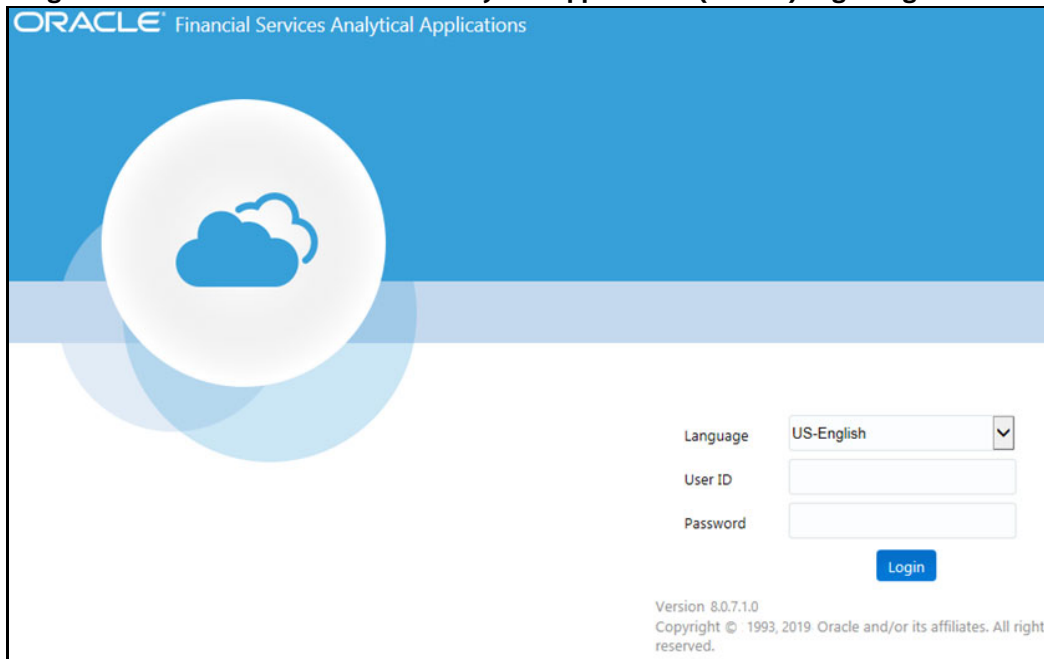 ORACLE® Financial Services Analytical Applications
Language US-English
User ID
Password
Login
Version 8.0.7.1.0
Copyright © 1993, 2019 Oracle and/or its affiliates. All right
reserved.